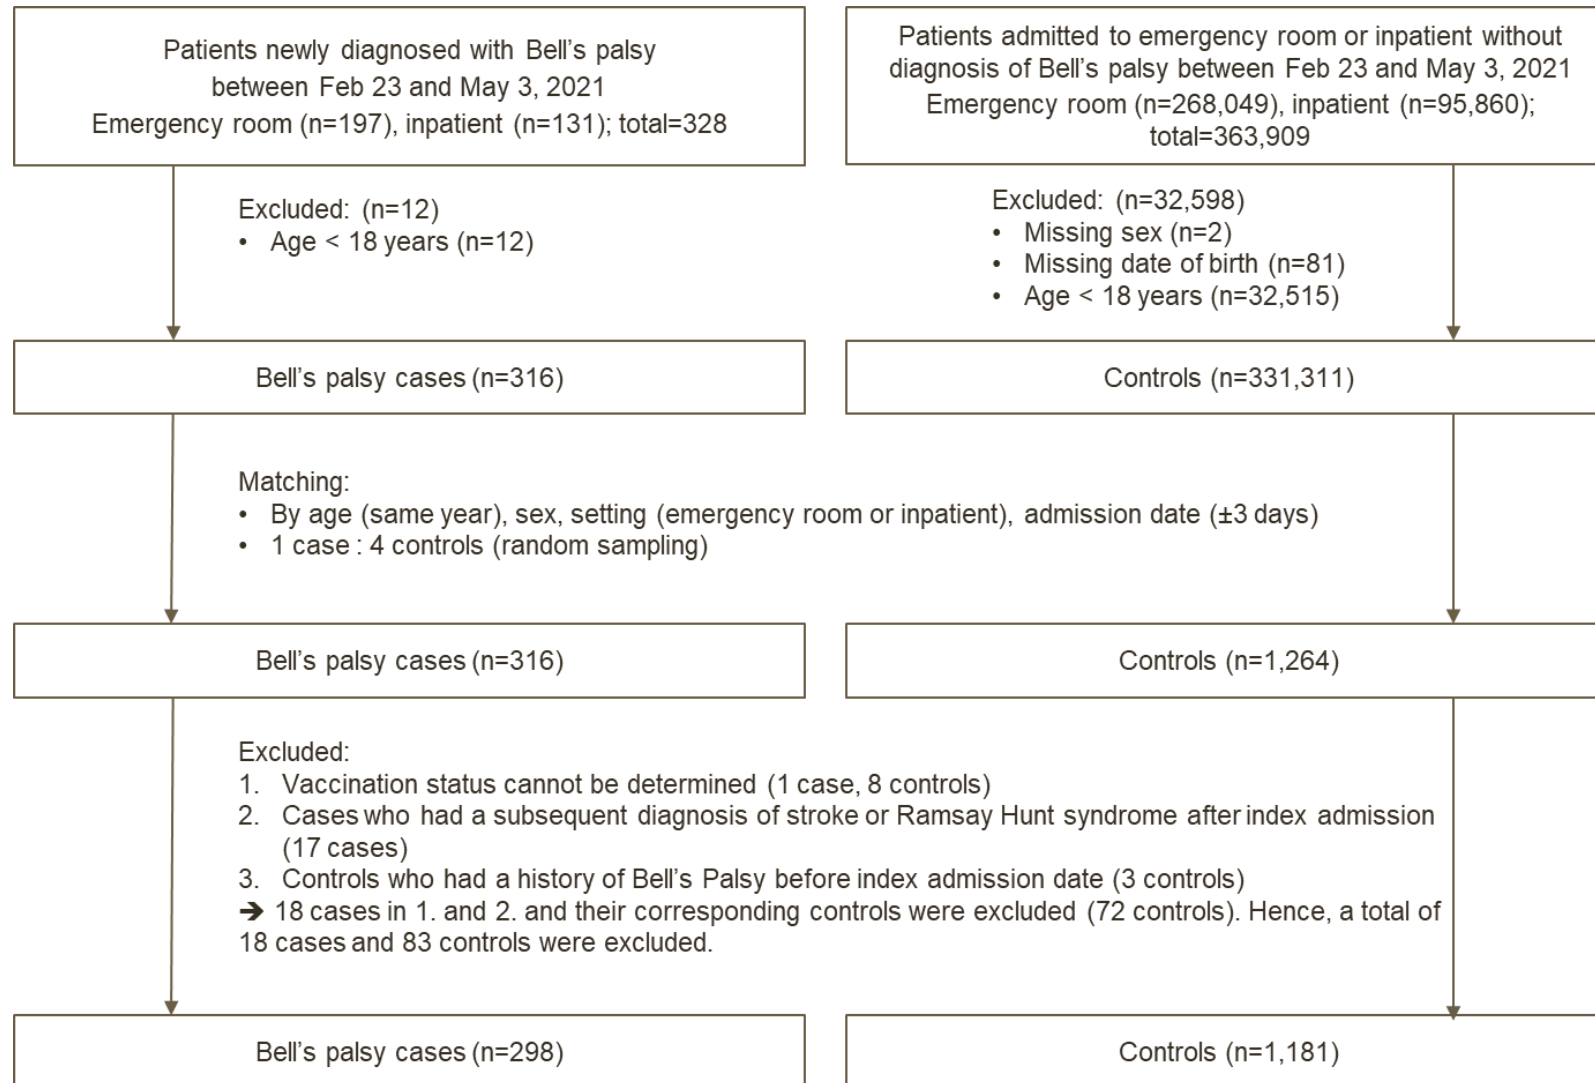 Patients newly diagnosed with Bell’s palsy
between Feb 23 and May 3, 2021
Emergency room (n=197), inpatient (n=131); total=328
Patients admitted to emergency room or inpatient without
diagnosis of Bell’s palsy between Feb 23 and May 3, 2021
Emergency room (n=268,049), inpatient (n=95,860);
total=363,909
Excluded: (n=12)
• Age < 18 years (n=12)
Excluded: (n=32,598)
• Missing sex (n=2)
• Missing date of birth (n=81)
• Age < 18 years (n=32,515)
Bell’s palsy cases (n=316)
Controls (n=331,311)
Matching:
• By age (same year), sex, setting (emergency room or inpatient), admission date (±3 days)
• 1 case : 4 controls (random sampling)
Bell’s palsy cases (n=316)
Controls (n=1,264)
Excluded:
1. Vaccination status cannot be determined (1 case, 8 controls)
2. Cases who had a subsequent diagnosis of stroke or Ramsay Hunt syndrome after index admission
(17 cases)
3. Controls who had a history of Bell’s Palsy before index admission date (3 controls)
➔ 18 cases in 1. and 2. and their corresponding controls were excluded (72 controls). Hence, a total of
18 cases and 83 controls were excluded.
Bell’s palsy cases (n=298)
Controls (n=1,181)